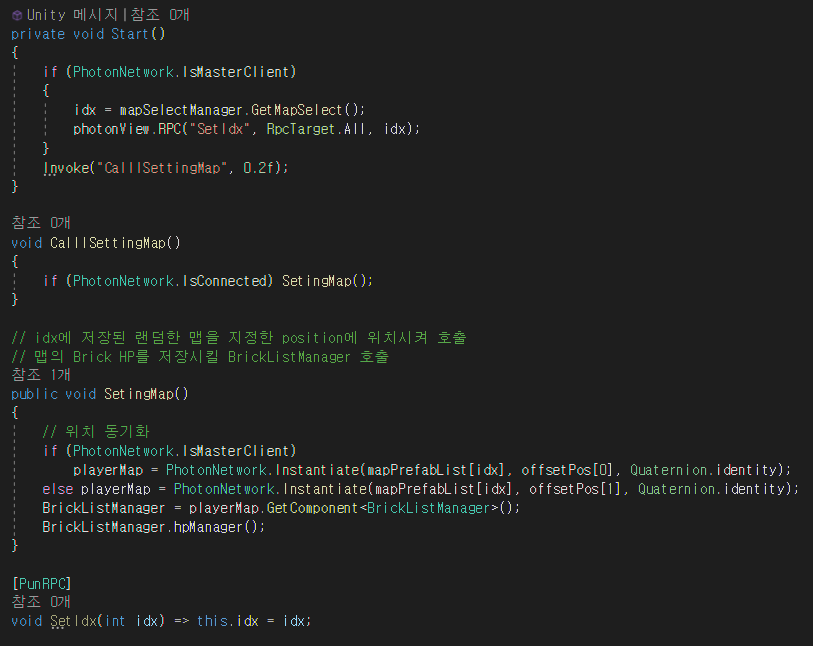 Unity 메시지|참조 0개
private void Start()
{
if (PhotonNetwork.IsMasterClient)
{
idx = mapSelectManager.GetMapSelect();
photonView.RPC("SetIdx", RpcTarget.All, idx);
}
Invoke("CalllSettingMap", 0.2f);
}
참조 0개
void CalllSettingMap()
{
if (PhotonNetwork.IsConnected) SetingMap();
}
// idx에 저장된 랜덤한 맵을 지정한 position에 위치시켜 호출
// 맵의 Brick HP를 저장시킬 BrickListManager 호출
참조 1개
public void SetingMap()
{
// 위치 동기화
if (PhotonNetwork.IsMasterClient)
playerMap = PhotonNetwork.Instantiate(mapPrefabList[idx], offsetPos[0], Quaternion.identity);
else playerMap = PhotonNetwork.Instantiate(mapPrefabList[idx], offsetPos[1], Quaternion.identity);
BrickListManager = playerMap.GetComponent<BrickListManager>();
BrickListManager.hpManager();
}
[PunRPC]
참조 0개
void SetIdx(int idx) => this.idx = idx;